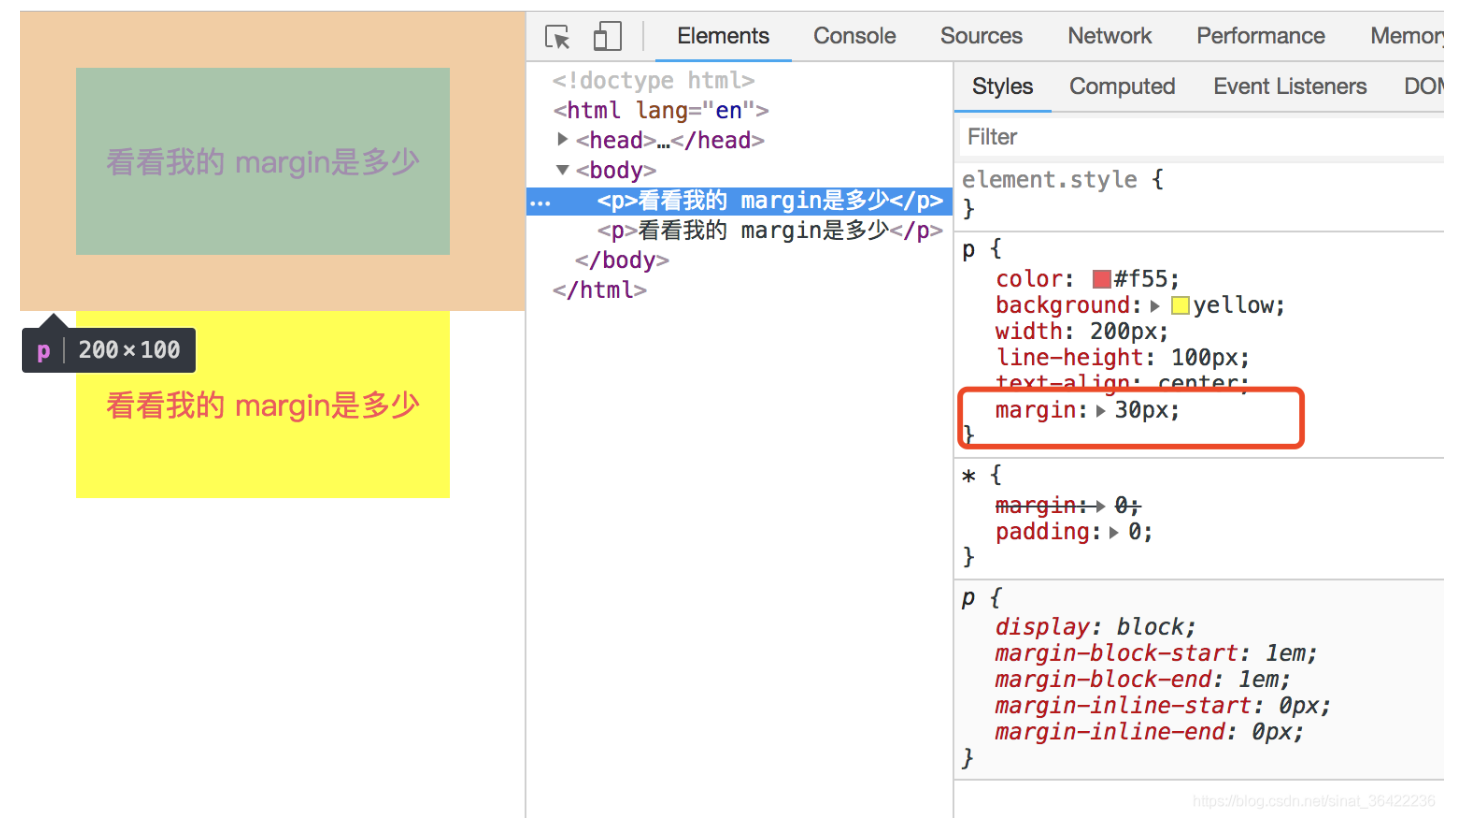 看看我的 margin是多少
p 200×100
看看我的 margin是多少
Elements Console Sources Network Performance Memory
<!doctype html>
<html lang="en">
<head>…</head>
<body>
… <p>看看我的 margin是多少</p>
<p>看看我的 margin是多少</p>
</body>
</html>
Styles Computed Event Listeners DOM
Filter
element.style {
}
p {
color: #f55;
background: yellow;
width: 200px;
line-height: 100px;
text-align: center;
margin: 30px;
}
* {
margin: 0;
padding: 0;
}
p {
display: block;
margin-block-start: 1em;
margin-block-end: 1em;
margin-inline-start: 0px;
margin-inline-end: 0px;
}
https://blog.csdn.net/sinat_36422236